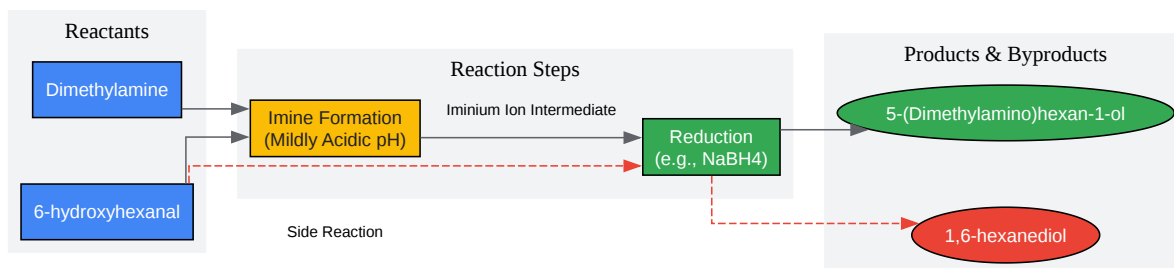 Reactants
Dimethylamine
6-hydroxyhexanal
Reaction Steps
Imine Formation
(Mildly Acidic pH)
Iminium Ion Intermediate
Reduction
(e.g., NaBH4)
Side Reaction
Products & Byproducts
5-(Dimethylamino)hexan-1-ol
1,6-hexanediol